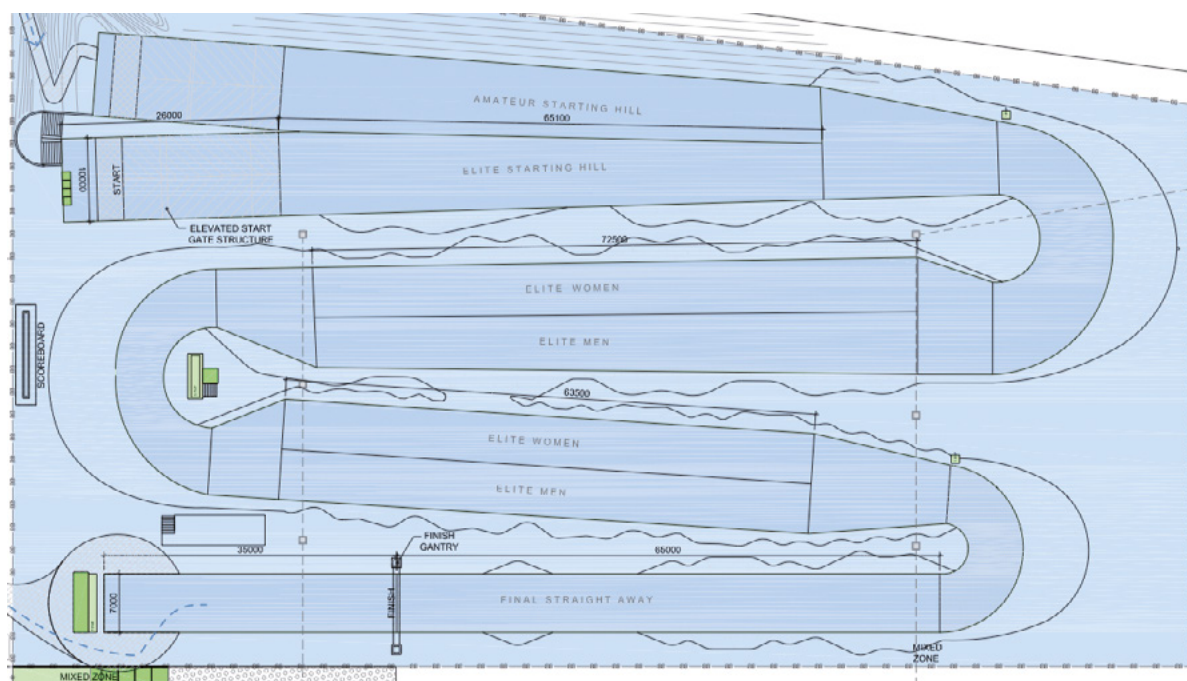 AMATEUR STARTING HILL
26000
65100
ELITE STARTING HILL
10000
START
ELEVATED START
GATE STRUCTURE
72500
ELITE WOMEN
ELITE MEN
SCOREBOARD
63500
ELITE WOMEN
ELITE MEN
FINISH
GANTRY
35000
65000
7000
FINISH
FINAL STRAIGHT AWAY
MIXED
ZONE
MIXED ZONE